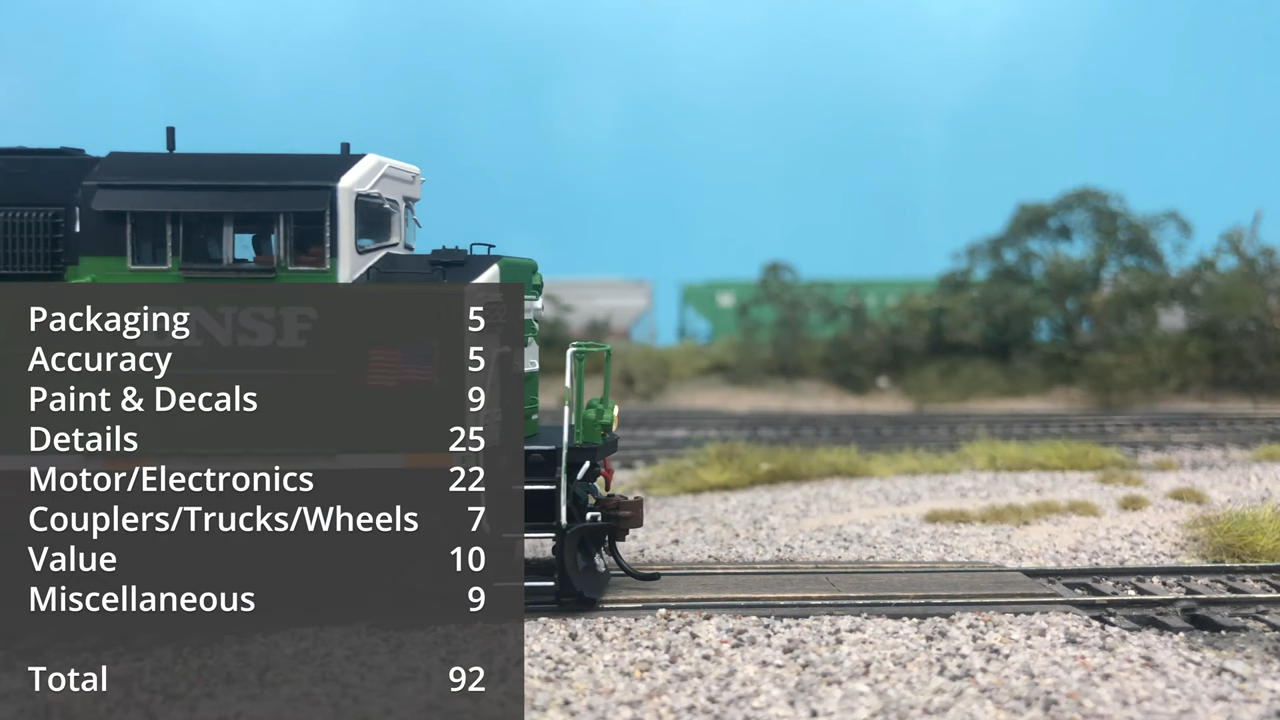 Packaging 5
BNSF
Accuracy 5
Paint & Decals 9
Details 25
Motor/Electronics 22
Couplers/Trucks/Wheels 7
Value 10
Miscellaneous 9
Total 92